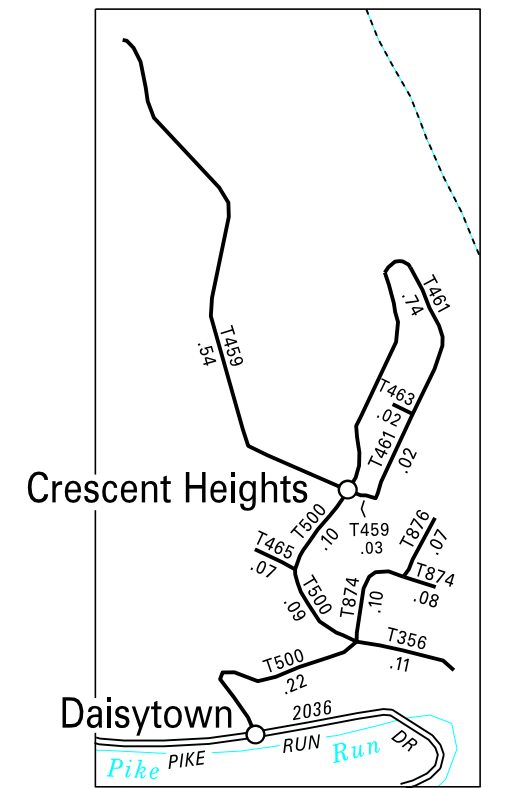 T461
.74
T459
.54
T463
.02
T461
.02
Crescent Heights
T459
.03
T500
.10
T876
.07
T465
.07
T874
.08
T500
.09
T874
.10
T356
.11
T500
.22
Daisytown
2036
PIKE RUN DR
Pike Run